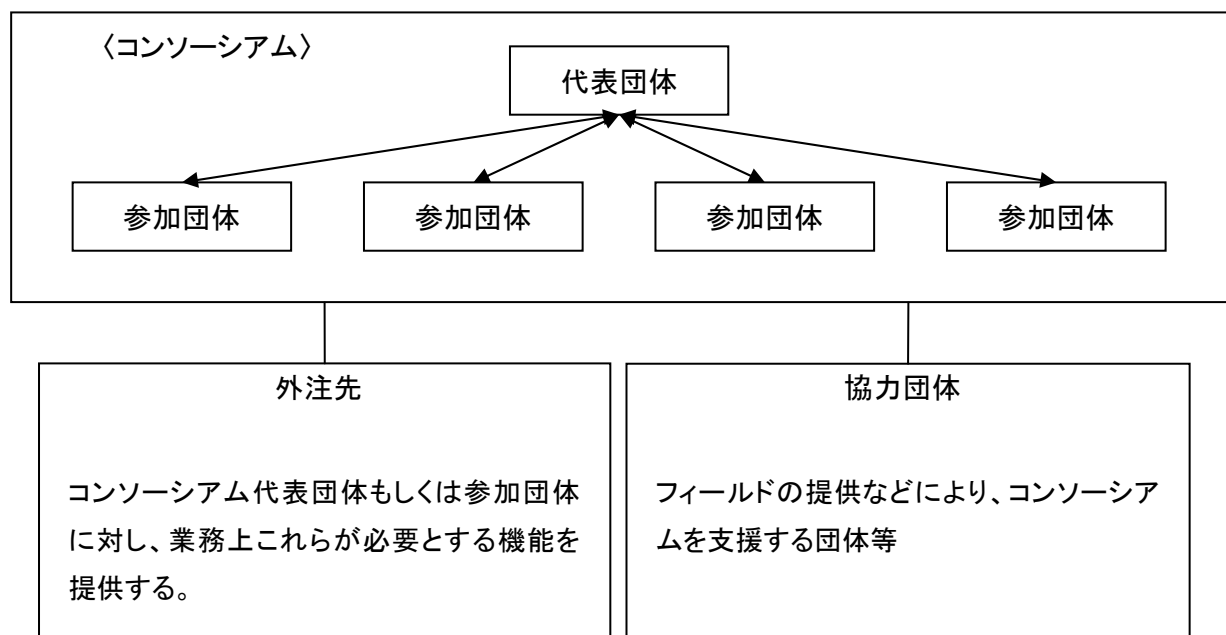 〈コンソーシアム〉
代表団体
参加団体
参加団体
参加団体
参加団体
外注先
コンソーシアム代表団体もしくは参加団体
に対し、業務上これらが必要とする機能を
提供する。
協力団体
フィールドの提供などにより、コンソーシア
ムを支援する団体等